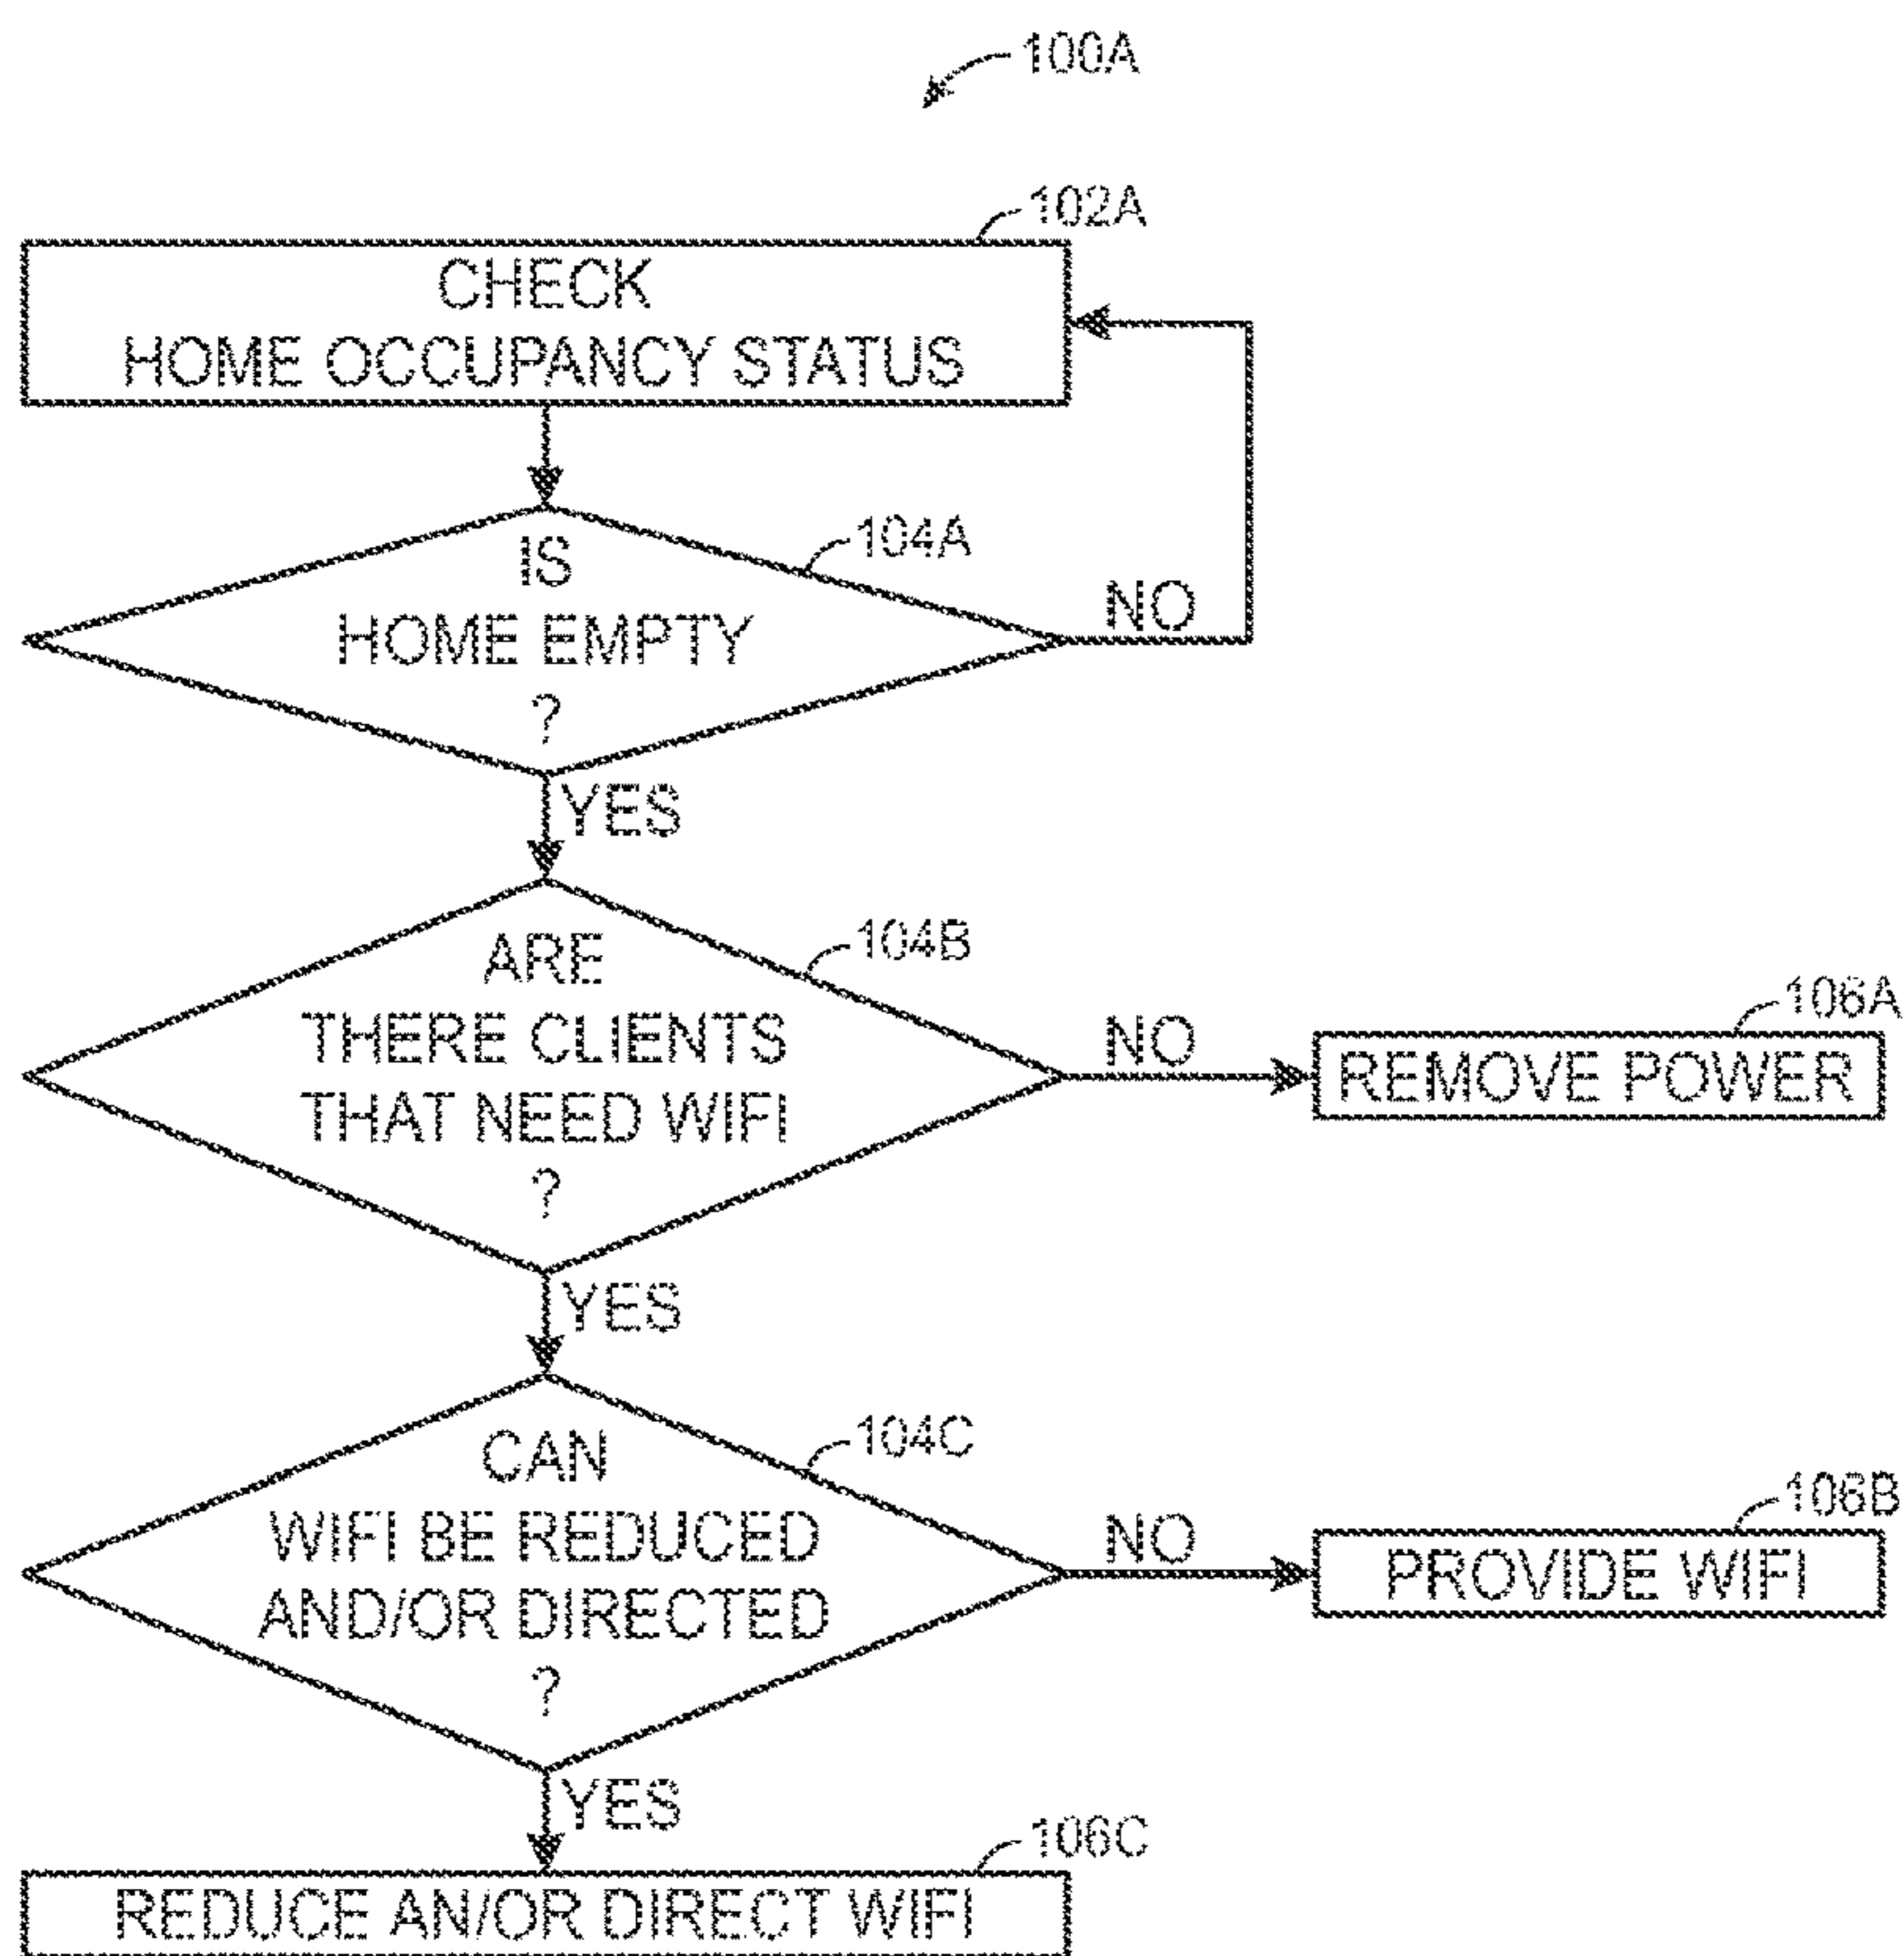 100A
102A
CHECK
HOME OCCUPANCY STATUS
IS
104A
HOME EMPTY
NO
?
YES
ARE
104B
THERE CLIENTS
THAT NEED WIFI
?
NO
106A
REMOVE POWER
YES
CAN
104C
WIFI BE REDUCED
AND/OR DIRECTED
?
NO
106B
PROVIDE WIFI
YES
106C
REDUCE AN/OR DIRECT WIFI